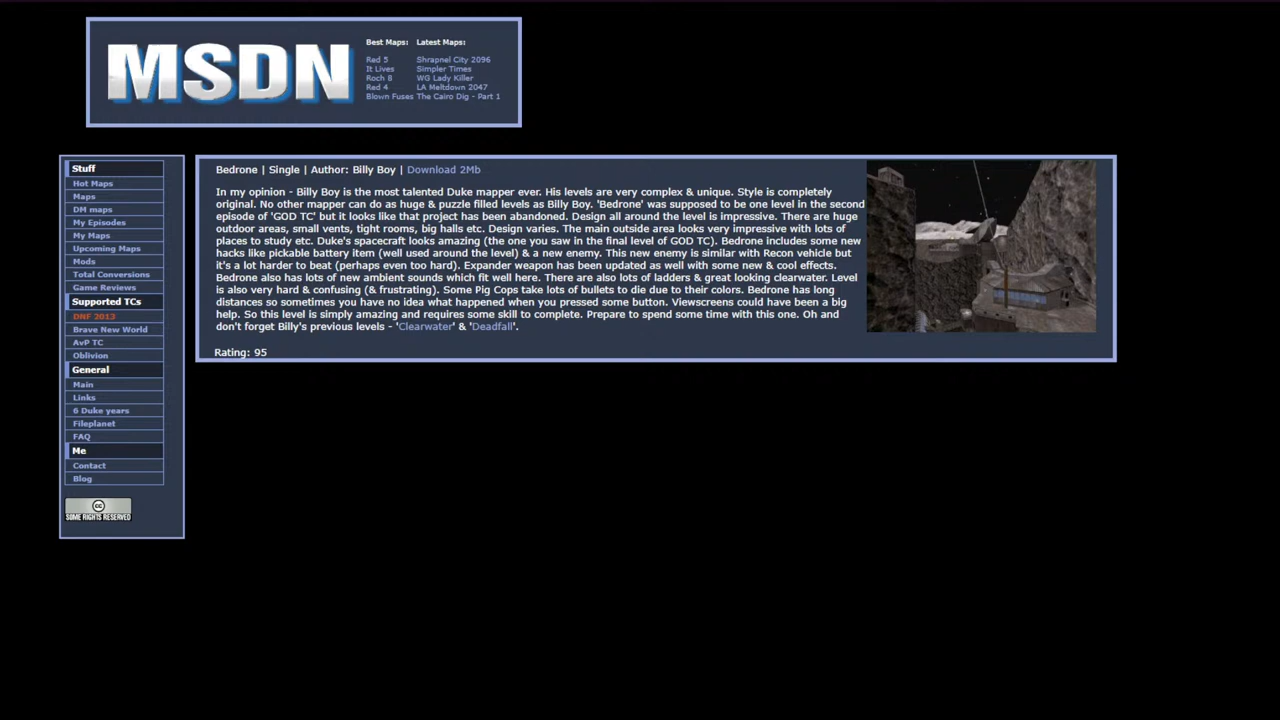 MSDN
Best Maps: Latest Maps:
Red 5 Shrapnel City 2096
It Lives Simpler Times
Roch 8 WG Lady Killer
Red 4 LA Meltdown 2047
Blown Fuses The Cairo Dig - Part 1
Stuff
Hot Maps
Maps
DM maps
My Episodes
My Maps
Upcoming Maps
Mods
Total Conversions
Game Reviews
Supported TCs
DNF 2013
Brave New World
AvP TC
Oblivion
General
Main
Links
6 Duke years
Fileplanet
FAQ
Me
Contact
Blog
CC
SOME RIGHTS RESERVED
Bedrone | Single | Author: Billy Boy | Download 2Mb
In my opinion - Billy Boy is the most talented Duke mapper ever. His levels are very complex & unique. Style is completely
original. No other mapper can do as huge & puzzle filled levels as Billy Boy. 'Bedrone' was supposed to be one level in the second
episode of 'GOD TC' but it looks like that project has been abandoned. Design all around the level is impressive. There are huge
outdoor areas, small vents, tight rooms, big halls etc. Design varies. The main outside area looks very impressive with lots of
places to study etc. Duke's spacecraft looks amazing (the one you saw in the final level of GOD TC). Bedrone includes some new
hacks like pickable battery item (well used around the level) & a new enemy. This new enemy is similar with Recon vehicle but
it's a lot harder to beat (perhaps even too hard). Expander weapon has been updated as well with some new & cool effects.
Bedrone also has lots of new ambient sounds which fit well here. There are also lots of ladders & great looking clearwater. Level
is also very hard & confusing (& frustrating). Some Pig Cops take lots of bullets to die due to their colors. Bedrone has long
distances so sometimes you have no idea what happened when you pressed some button. Viewscreens could have been a big
help. So this level is simply amazing and requires some skill to complete. Prepare to spend some time with this one. Oh and
don't forget Billy's previous levels - 'Clearwater' & 'Deadfall'.
Rating: 95